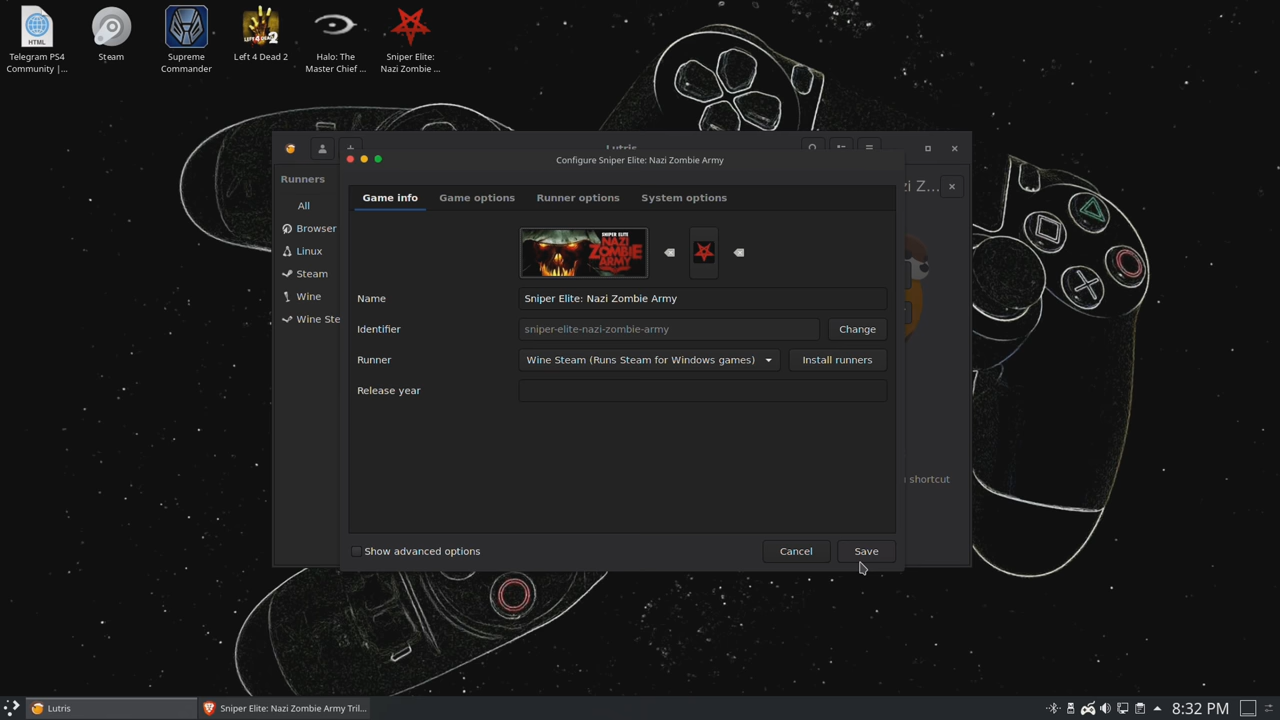 Telegram PS4
Community |...
Steam
Supreme
Commander
Left 4 Dead 2
Halo: The
Master Chief ...
Sniper Elite:
Nazi Zombie ...
HTML
Lutris
Configure Sniper Elite: Nazi Zombie Army
Runners
All
Browser
Linux
Steam
Wine
Wine Ste
Game info
Game options
Runner options
System options
SNIPER ELITE
NAZI
ZOMBIE
ARMY
Name
Sniper Elite: Nazi Zombie Army
Identifier
sniper-elite-nazi-zombie-army
Change
Runner
Wine Steam (Runs Steam for Windows games)
Install runners
Release year
zi Z...
shortcut
Show advanced options
Cancel
Save
Lutris
Sniper Elite: Nazi Zombie Army Tril...
8:32 PM